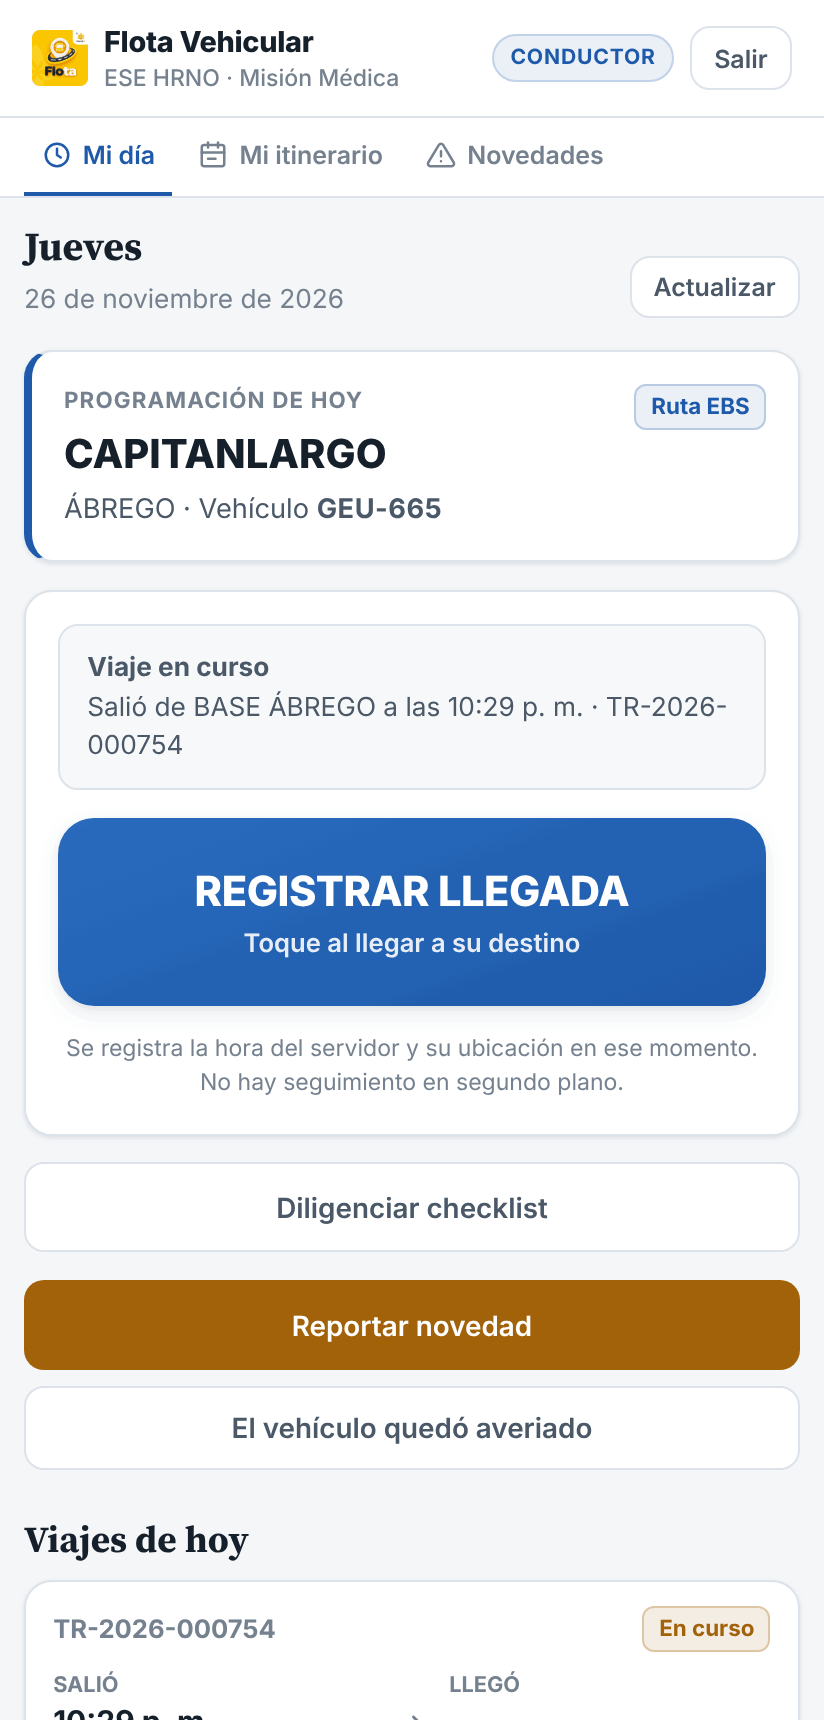 Flota
Flota Vehicular
ESE HRNO · Misión Médica
CONDUCTOR
Salir
Mi día
Mi itinerario
Novedades
Jueves
26 de noviembre de 2026
Actualizar
PROGRAMACIÓN DE HOY
Ruta EBS
CAPITANLARGO
ÁBREGO · Vehículo GEU-665
Viaje en curso
Salió de BASE ÁBREGO a las 10:29 p. m. · TR-2026-
000754
REGISTRAR LLEGADA
Toque al llegar a su destino
Se registra la hora del servidor y su ubicación en ese momento.
No hay seguimiento en segundo plano.
Diligenciar checklist
Reportar novedad
El vehículo quedó averiado
Viajes de hoy
TR-2026-000754
En curso
SALIÓ
LLEGÓ
10:29 p. m.